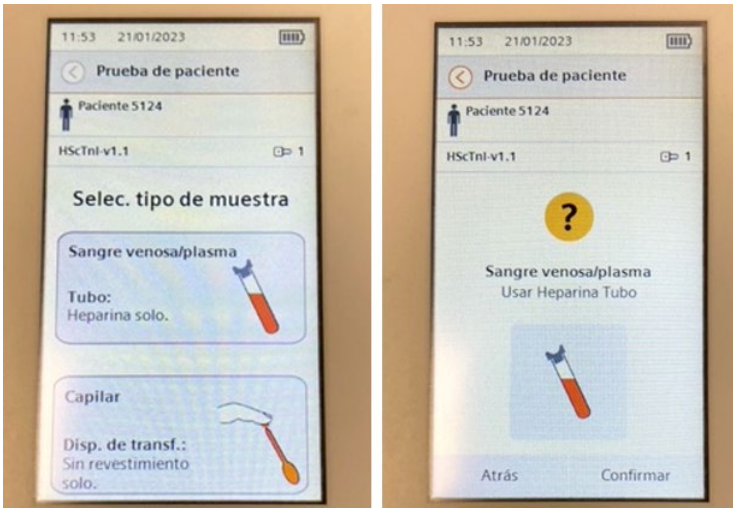 11:53 21/01/2023
Prueba de paciente
Paciente 5124
HScTnI-v1.1 1
Selec. tipo de muestra
Sangre venosa/plasma
Tubo:
Heparina solo.
Capilar
Disp. de transf.:
Sin revestimiento
solo.
11:53 21/01/2023
Prueba de paciente
Paciente 5124
HScTnI-v1.1 1
?
Sangre venosa/plasma
Usar Heparina Tubo
Atrás Confirmar